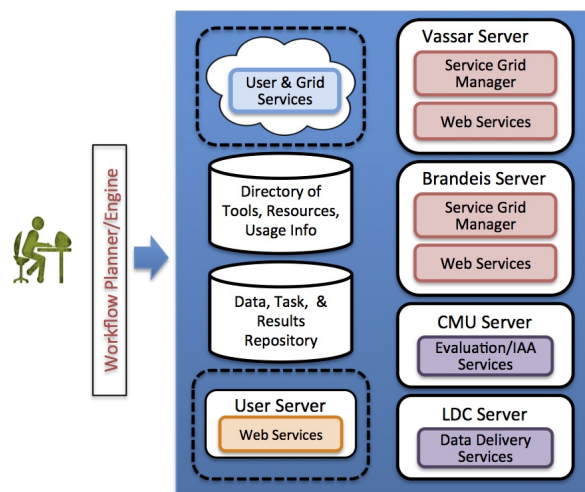 Workflow Planner/Engine
User & Grid
Services
Directory of
Tools, Resources,
Usage Info
Data, Task, &
Results
Repository
User Server
Web Services
Vassar Server
Service Grid
Manager
Web Services
Brandeis Server
Service Grid
Manager
Web Services
CMU Server
Evaluation/IAA
Services
LDC Server
Data Delivery
Services